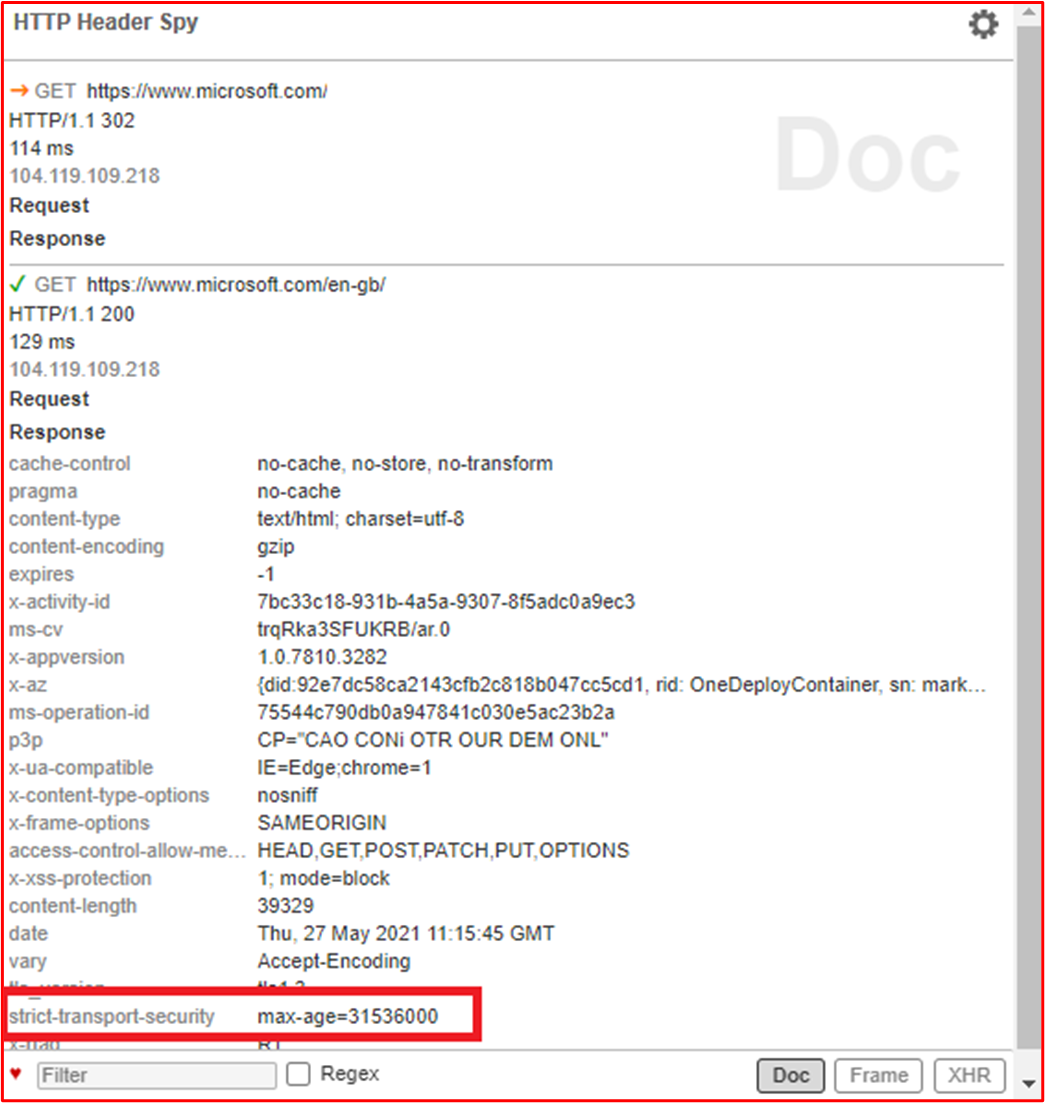 HTTP Header Spy
→ GET https://www.microsoft.com/
HTTP/1.1 302
114 ms
104.119.109.218
Doc
Request
Response
✓ GET https://www.microsoft.com/en-gb/
HTTP/1.1 200
129 ms
104.119.109.218
Request
Response
cache-control no-cache, no-store, no-transform
pragma no-cache
content-type text/html; charset=utf-8
content-encoding gzip
expires -1
x-activity-id 7bc33c18-931b-4a5a-9307-8f5adc0a9ec3
ms-cv trqRka3SFUKRB/ar.0
x-appversion 1.0.7810.3282
x-az {did:92e7dc58ca2143cfb2c818b047cc5cd1, rid: OneDeployContainer, sn: mark...
ms-operation-id 75544c790db0a947841c030e5ac23b2a
p3p CP="CAO CONi OTR OUR DEM ONL"
x-ua-compatible IE=Edge;chrome=1
x-content-type-options nosniff
x-frame-options SAMEORIGIN
access-control-allow-me... HEAD,GET,POST,PATCH,PUT,OPTIONS
x-xss-protection 1; mode=block
content-length 39329
date Thu, 27 May 2021 11:15:45 GMT
vary Accept-Encoding
strict-transport-security max-age=31536000
♥ Filter Regex Doc Frame XHR